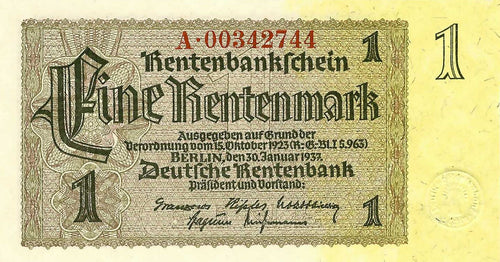 A·00342744
1
Rentenbankschein
1
Eine Rentenmark
Ausgegeben auf Grund der
Verordnung vom 15. Oktober 1923 (R:G:Bl I S.963)
BERLIN, den 30. Januar 1937
Deutsche Rentenbank
Präsident und Vorstand:
1
1